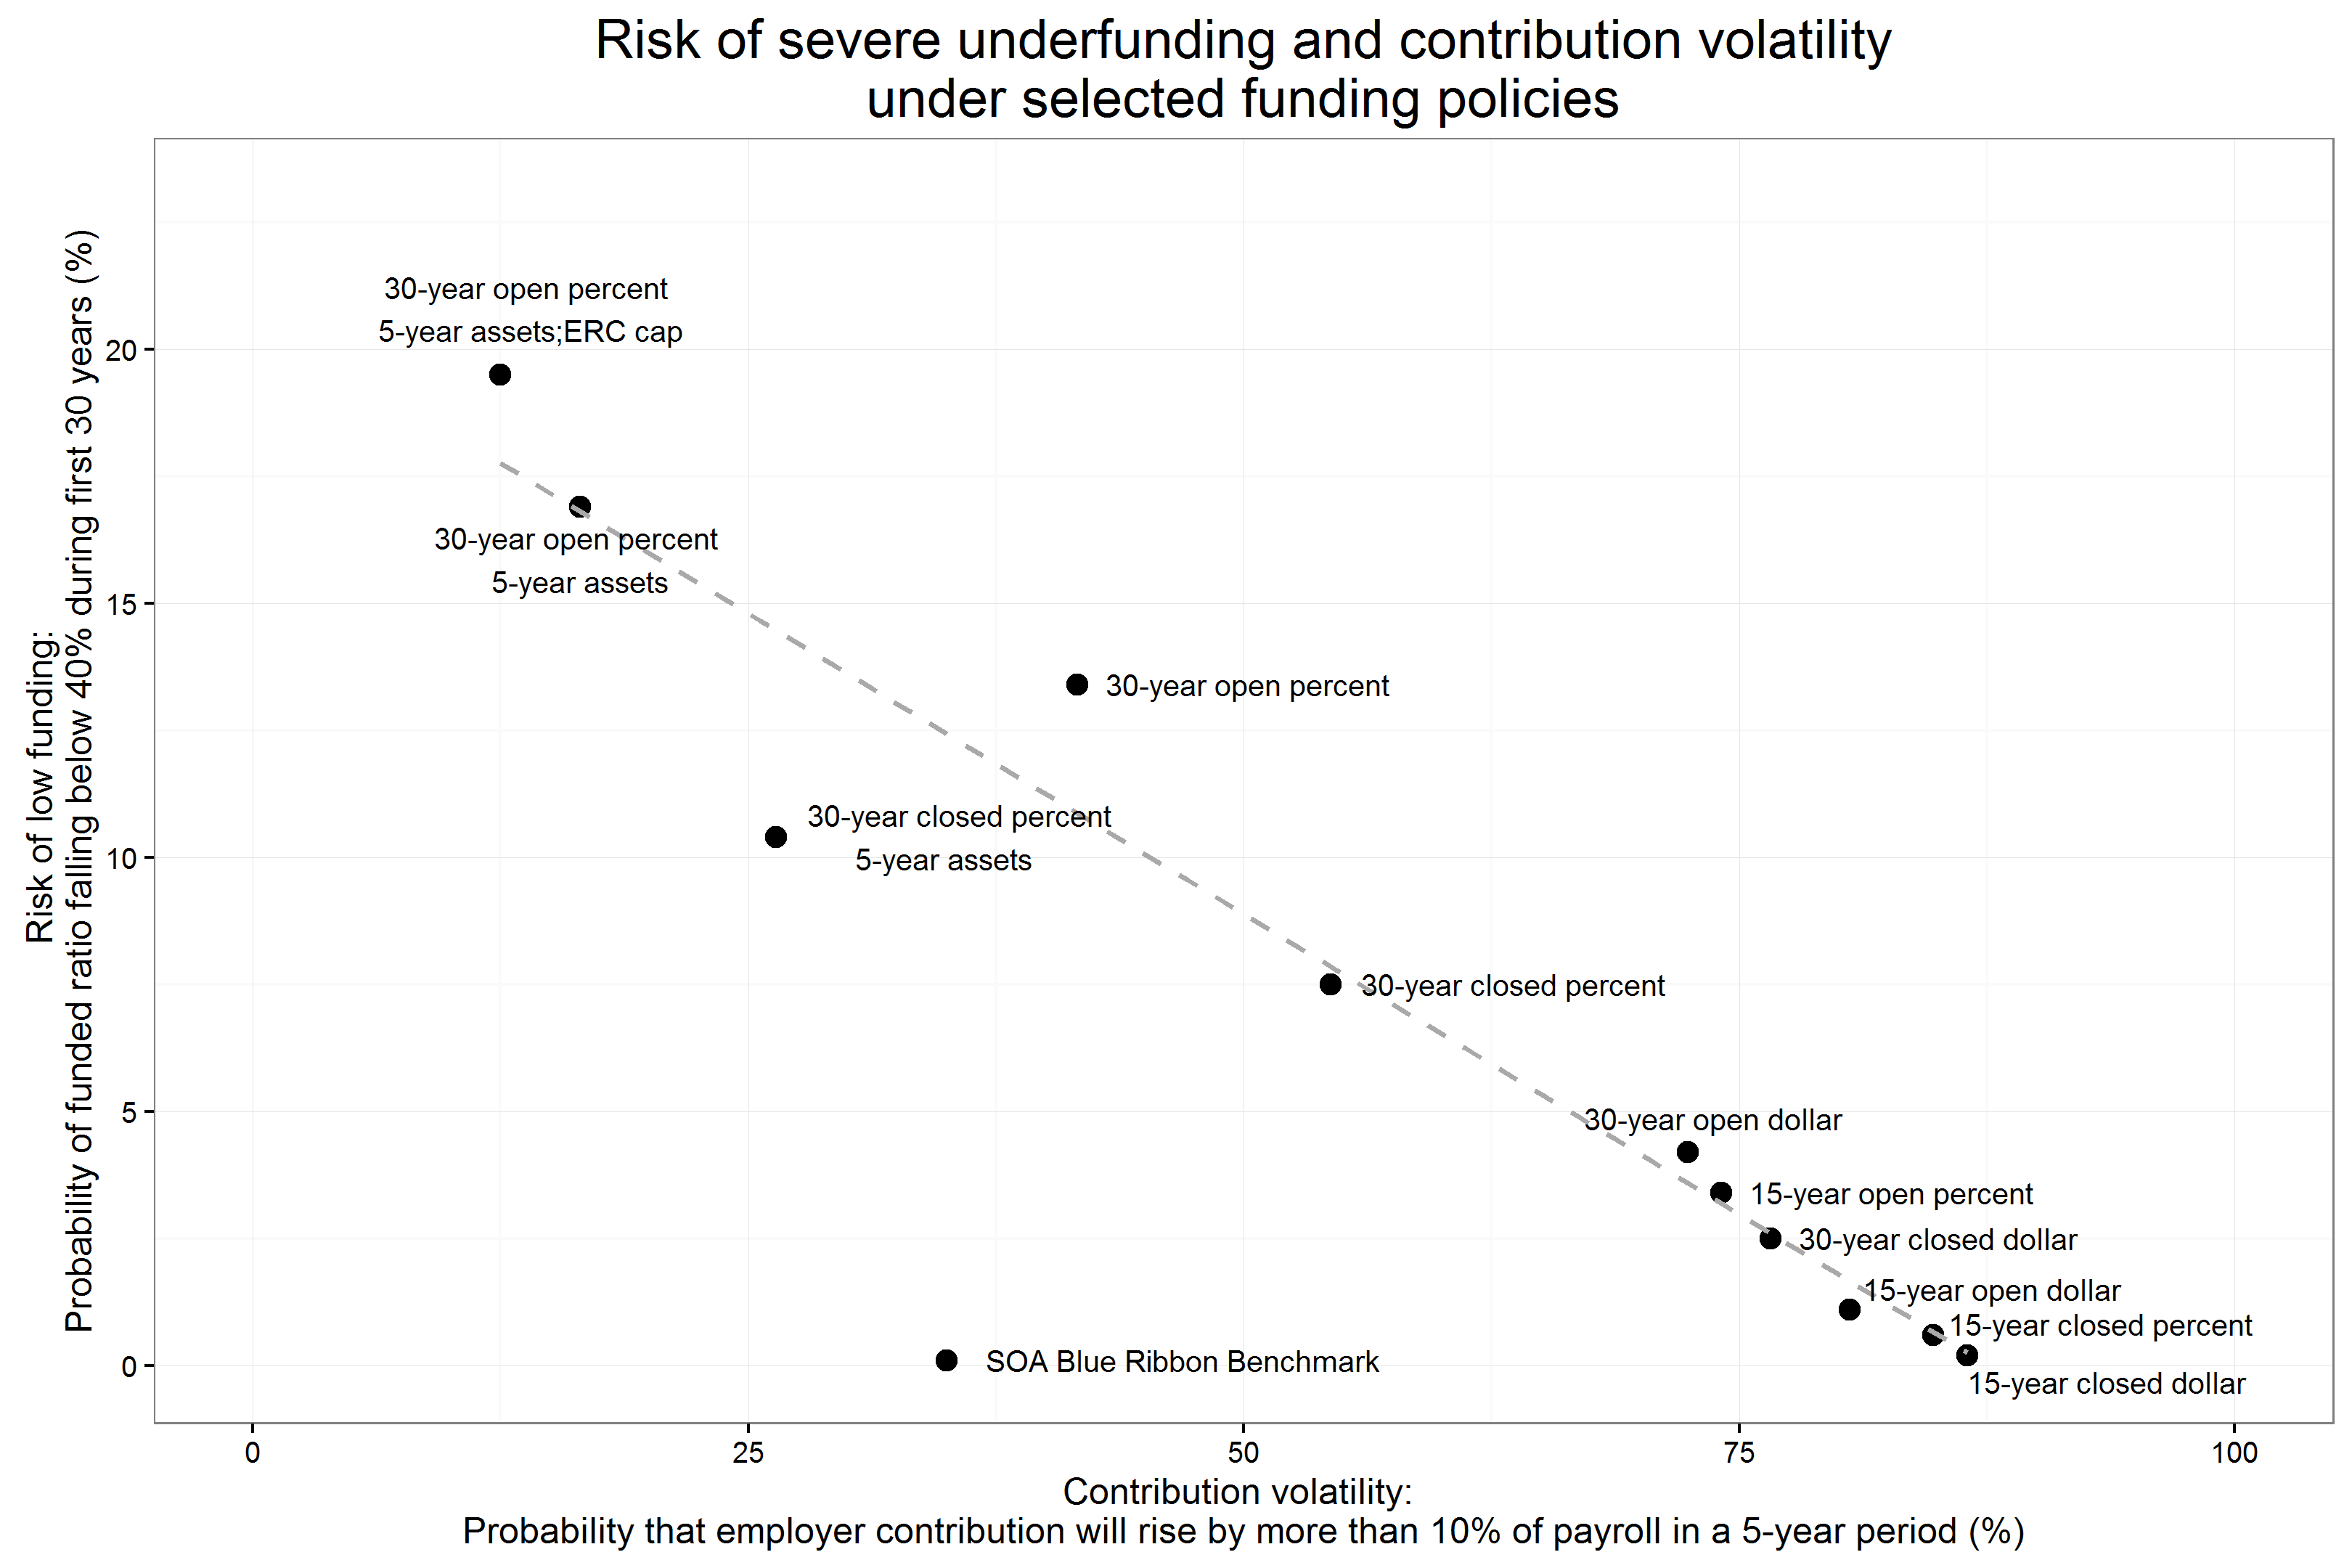 Risk of severe underfunding and contribution volatility
under selected funding policies
Risk of low funding:
Probability of funded ratio falling below 40% during first 30 years (%)
20
15
10
5
0
30-year open percent
5-year assets;ERC cap
30-year open percent
5-year assets
30-year open percent
30-year closed percent
5-year assets
30-year closed percent
30-year open dollar
15-year open percent
30-year closed dollar
15-year open dollar
15-year closed percent
SOA Blue Ribbon Benchmark
15-year closed dollar
0
25
50
75
100
Contribution volatility:
Probability that employer contribution will rise by more than 10% of payroll in a 5-year period (%)